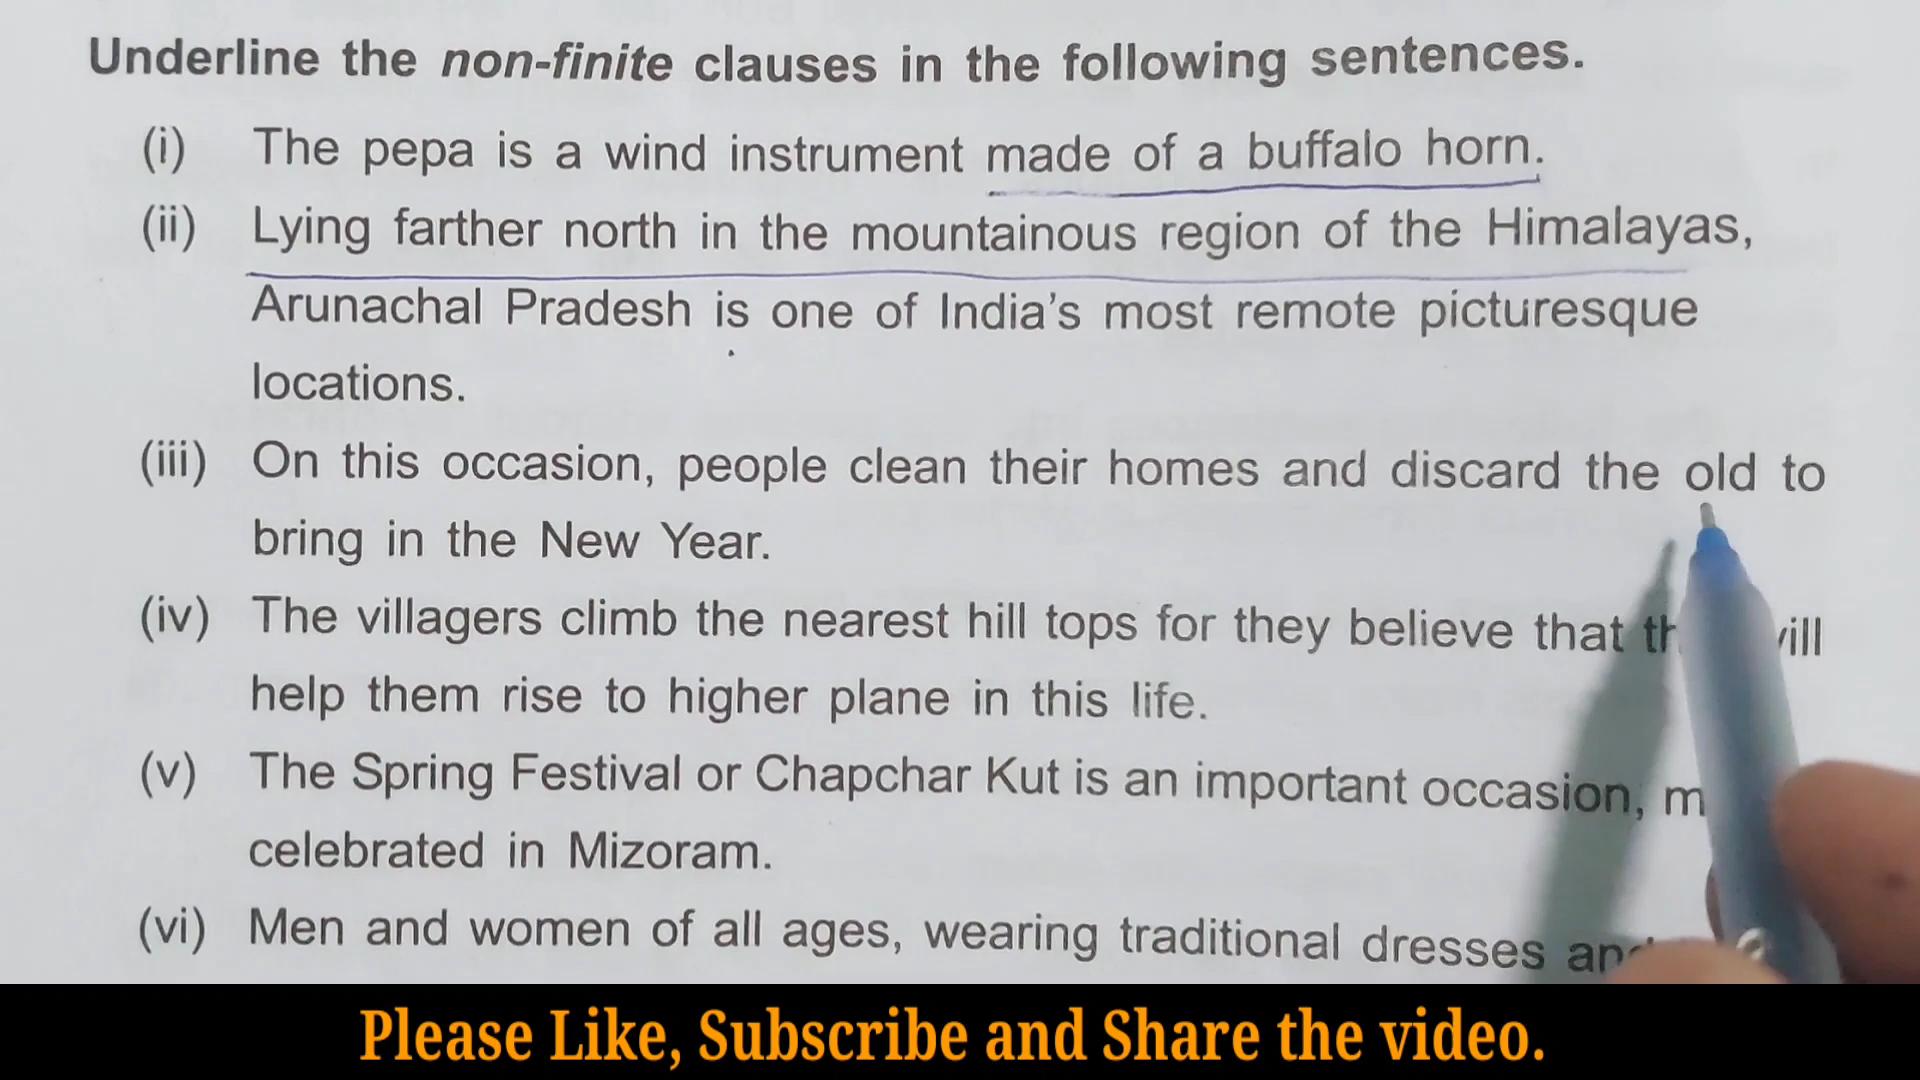 Underline the non-finite clauses in the following sentences.
(i) The pepa is a wind instrument made of a buffalo horn.
(ii) Lying farther north in the mountainous region of the Himalayas,
Arunachal Pradesh is one of India's most remote picturesque
locations.
(iii) On this occasion, people clean their homes and discard the old to
bring in the New Year.
(iv) The villagers climb the nearest hill tops for they believe that
help them rise to higher plane in this life.
(v) The Spring Festival or Chapchar Kut is an important occasion,
celebrated in Mizoram.
(vi) Men and women of all ages, wearing traditional dresses
Please Like, Subscribe and Share the video.